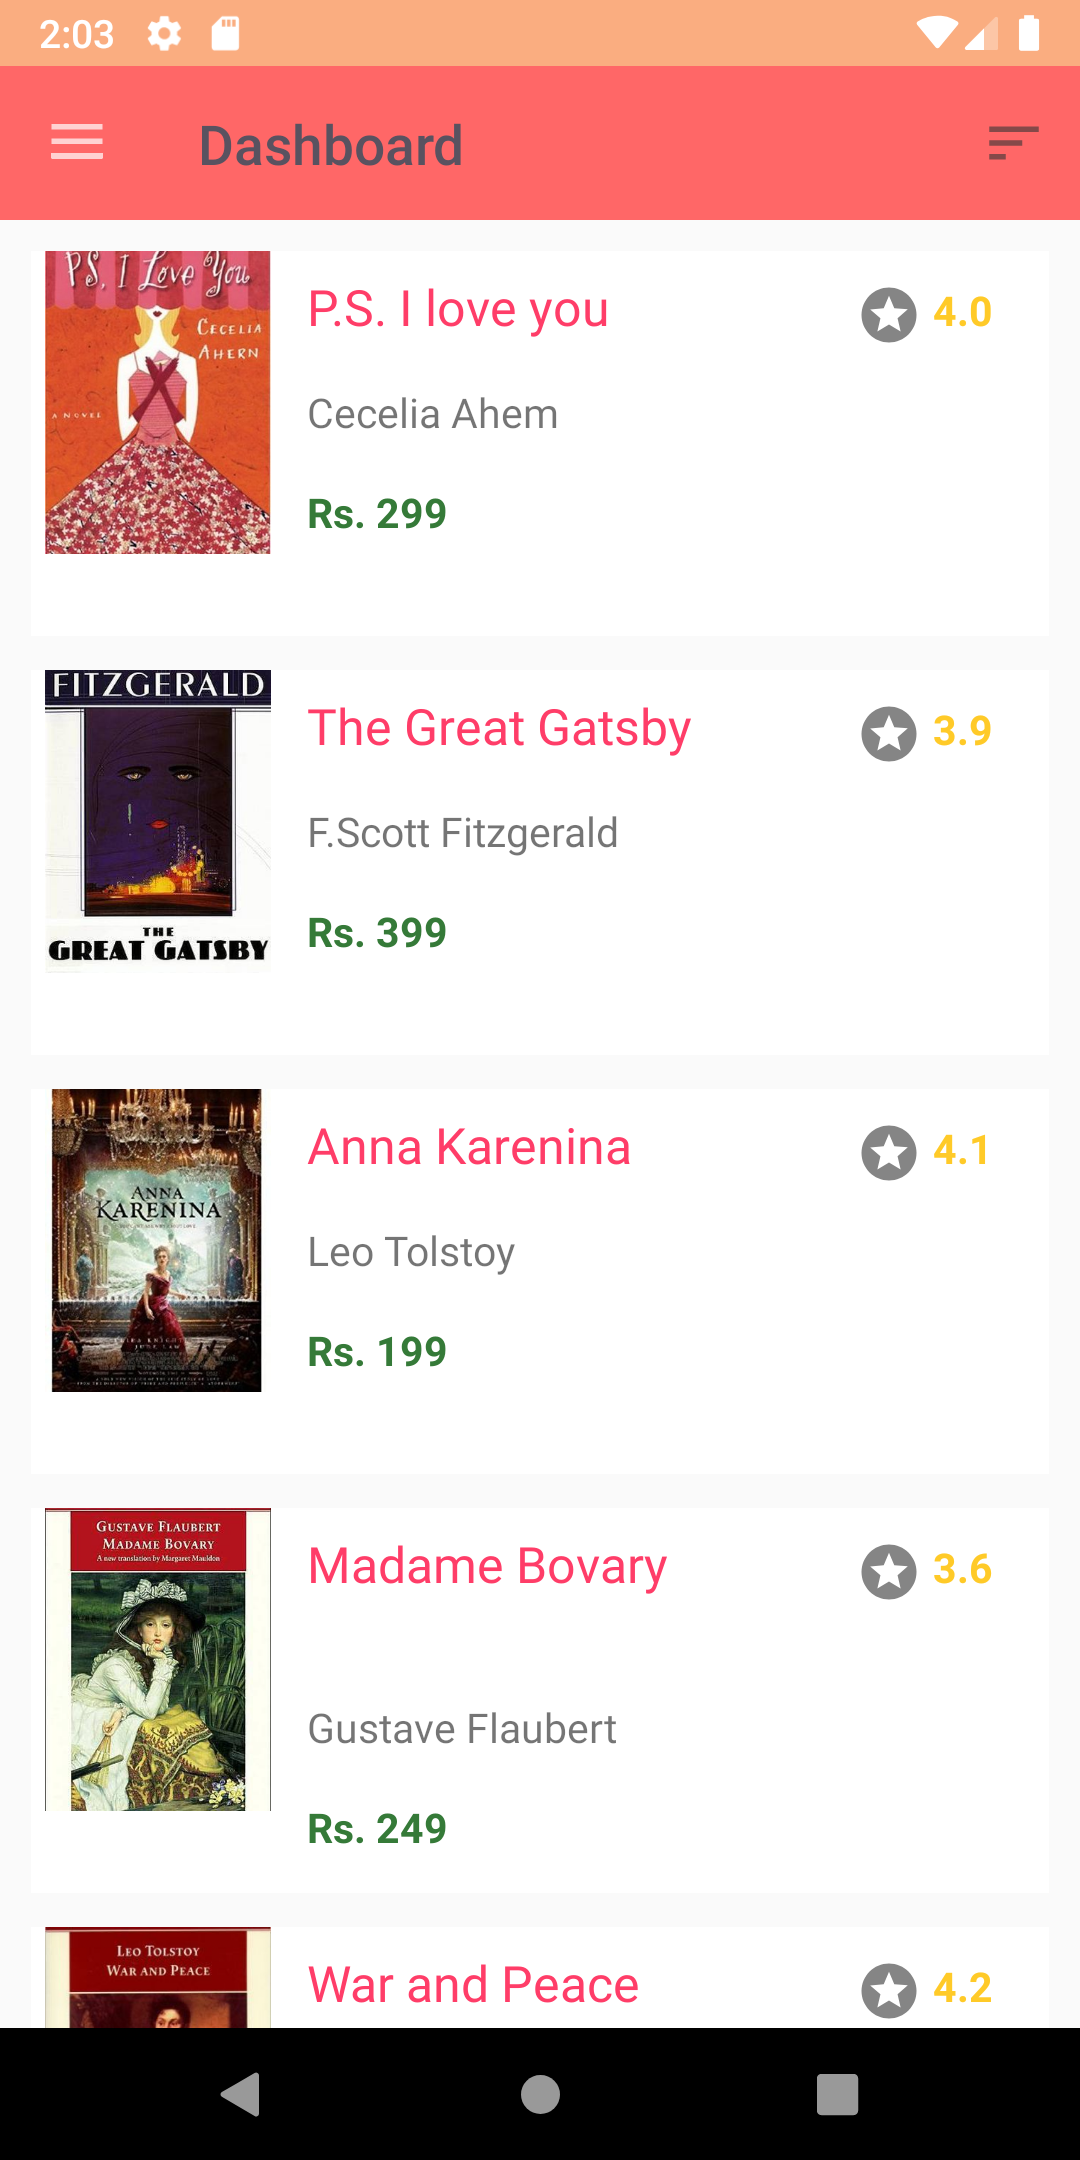 2:03
Dashboard
P.S. I Love You
CECELIA
AHERN
A NOVEL
P.S. I love you
4.0
Cecelia Ahem
Rs. 299
FITZGERALD
THE
GREAT GATSBY
The Great Gatsby
3.9
F.Scott Fitzgerald
Rs. 399
ANNA
KARENINA
Anna Karenina
4.1
Leo Tolstoy
Rs. 199
GUSTAVE FLAUBERT
MADAME BOVARY
A new translation by Margaret Mauldon
Madame Bovary
3.6
Gustave Flaubert
Rs. 249
LEO TOLSTOY
WAR AND PEACE
War and Peace
4.2